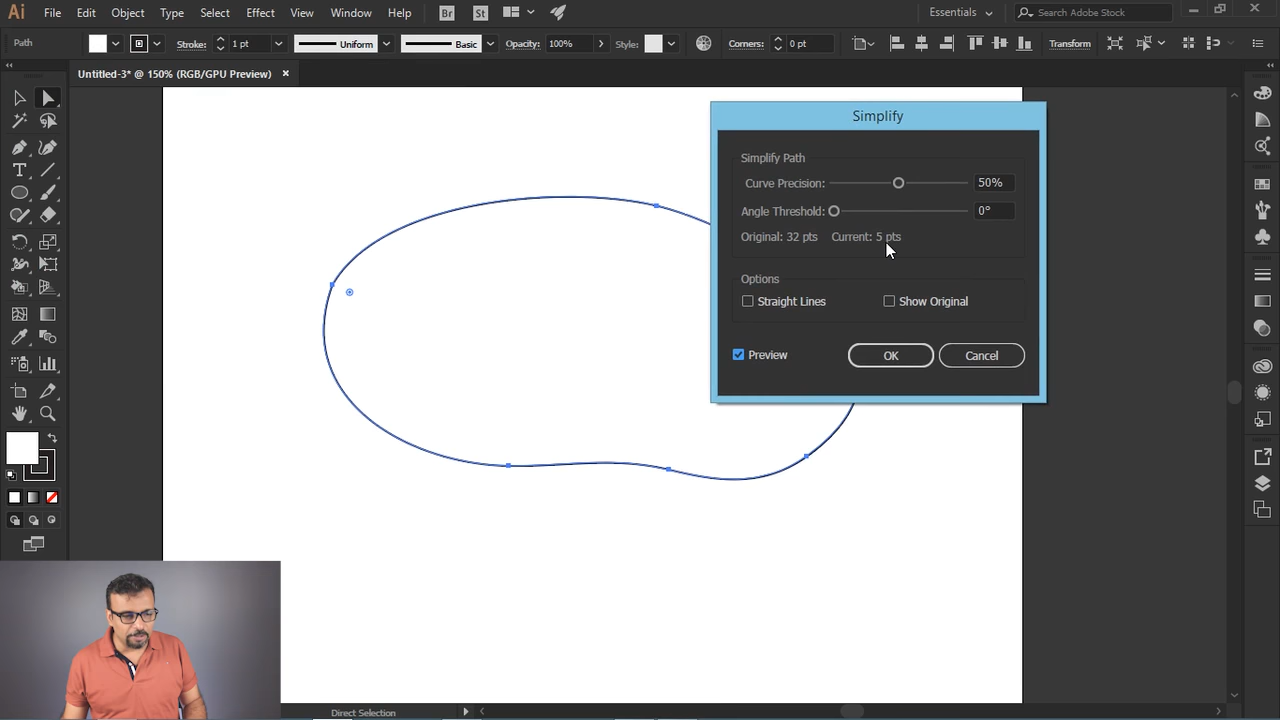 Ai File Edit Object Type Select Effect View Window Help Br St Essentials Search Adobe Stock
Path Stroke: 1 pt Uniform Basic Opacity: 100% Style: Corners: 0 pt Transform
Untitled-3* @ 150% (RGB/GPU Preview)
Simplify
Simplify Path
Curve Precision: 50%
Angle Threshold: 0°
Original: 32 pts Current: 5 pts
Options
Straight Lines Show Original
Preview OK Cancel
Direct Selection